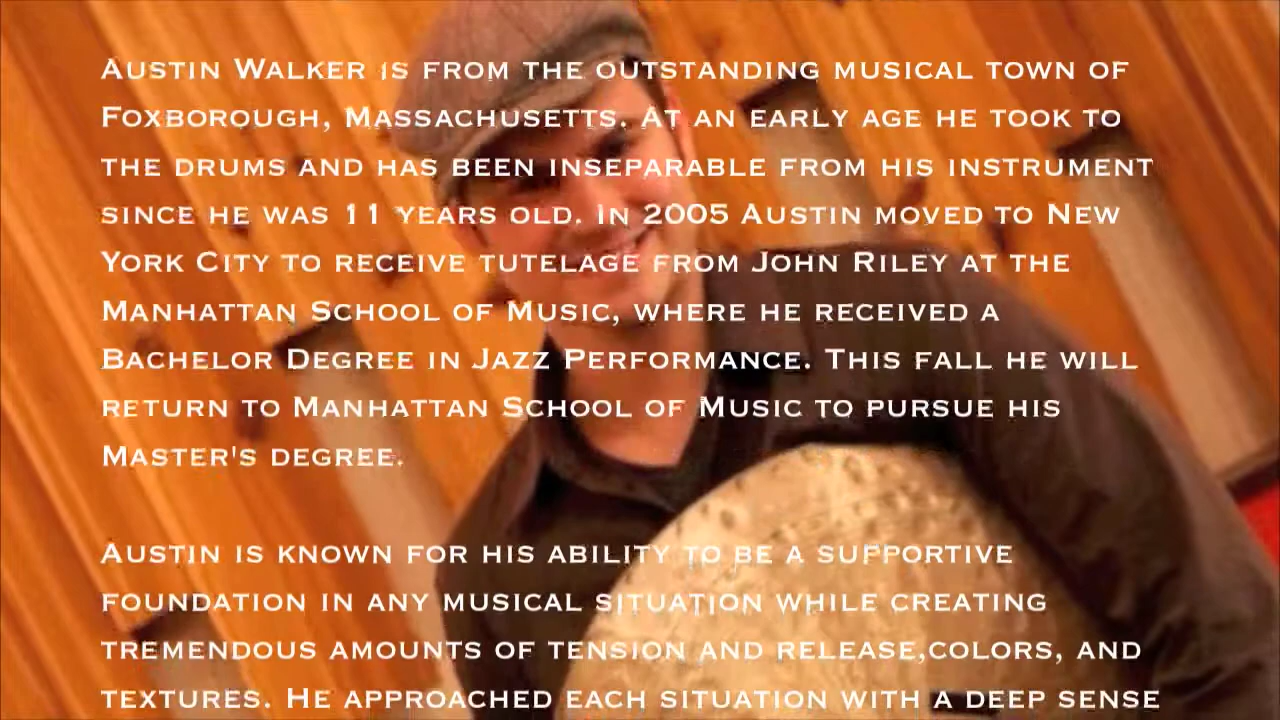 Austin Walker is from the outstanding musical town of
Foxborough, Massachusetts. At an early age he took to
the drums and has been inseparable from his instrument
since he was 11 years old. In 2005 Austin moved to New
York City to receive tutelage from John Riley at the
Manhattan School of Music, where he received a
Bachelor Degree in Jazz Performance. This fall he will
return to Manhattan School of Music to pursue his
Master's degree.
Austin is known for his ability to be a supportive
foundation in any musical situation while creating
tremendous amounts of tension and release,colors, and
textures. He approached each situation with a deep sense